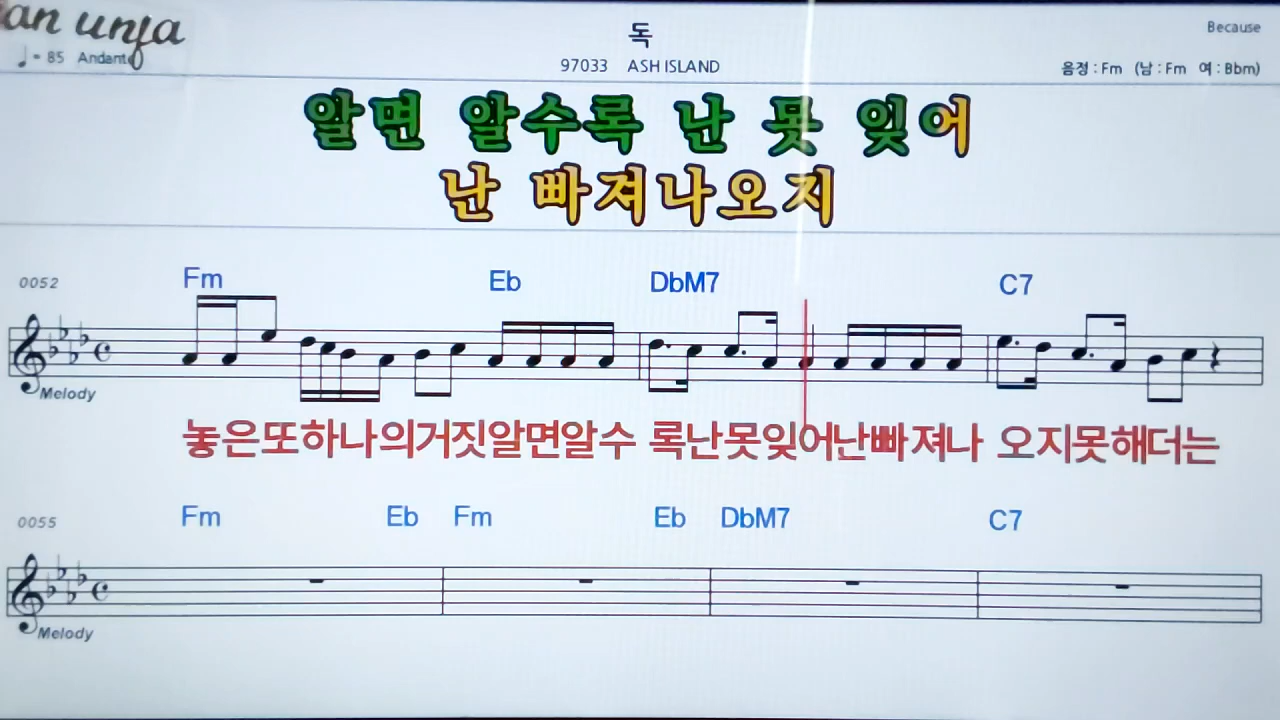 an unja
독
Because
♩= 85 Andante
97033 ASH ISLAND
음정 : Fm (남 : Fm 여 : Bbm)
알면 알수록 난 못 잊어
난 빠져나오지
0052
Fm Eb DbM7 C7
Melody
놓은또하나의거짓알면알수 록난못잊어난빠져나 오지못해더는
0055
Fm Eb Fm Eb DbM7 C7
Melody